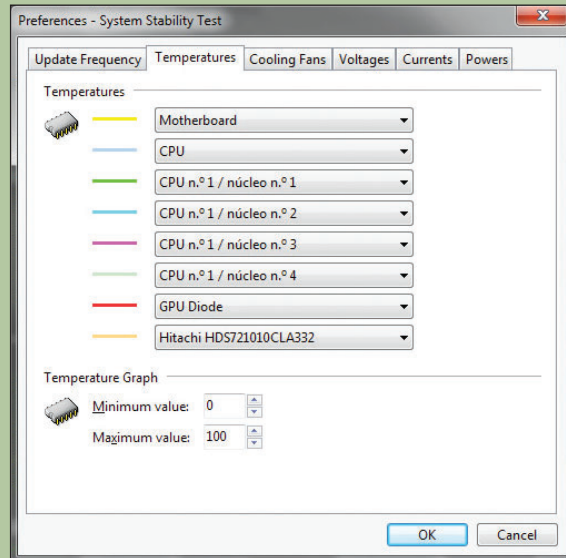 Preferences - System Stability Test
Update Frequency Temperatures Cooling Fans Voltages Currents Powers
Temperatures
Motherboard
CPU
CPU n.º 1 / núcleo n.º 1
CPU n.º 1 / núcleo n.º 2
CPU n.º 1 / núcleo n.º 3
CPU n.º 1 / núcleo n.º 4
GPU Diode
Hitachi HDS721010CLA332
Temperature Graph
Minimum value: 0
Maximum value: 100
OK Cancel